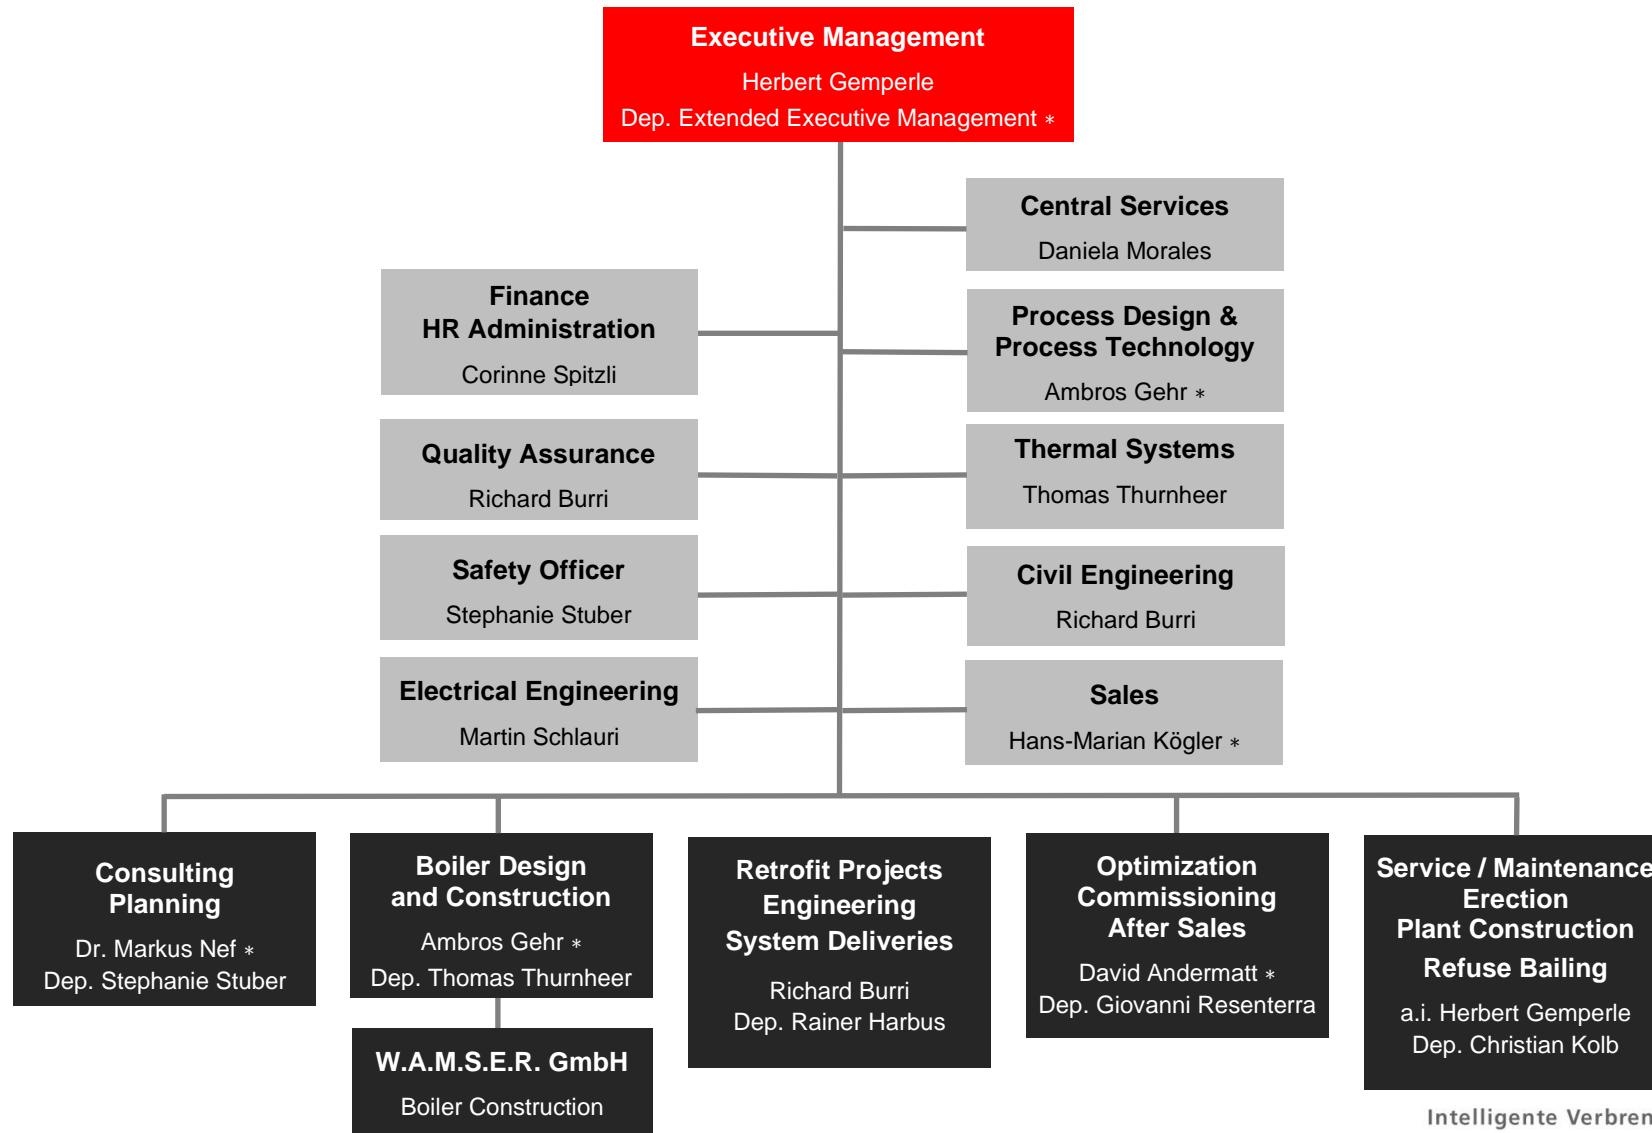 Executive Management
Herbert Gemperle
Dep. Extended Executive Management *
Central Services
Daniela Morales
Finance
HR Administration
Corinne Spitzli
Process Design &
Process Technology
Ambros Gehr *
Quality Assurance
Richard Burri
Thermal Systems
Thomas Thurnheer
Safety Officer
Stephanie Stuber
Civil Engineering
Richard Burri
Electrical Engineering
Martin Schlauri
Sales
Hans-Marian Kögler *
Consulting
Planning
Dr. Markus Nef *
Dep. Stephanie Stuber
Boiler Design
and Construction
Ambros Gehr *
Dep. Thomas Thurnheer
W.A.M.S.E.R. GmbH
Boiler Construction
Retrofit Projects
Engineering
System Deliveries
Richard Burri
Dep. Rainer Harbus
Optimization
Commissioning
After Sales
David Andermatt *
Dep. Giovanni Resenterra
Service / Maintenance
Erection
Plant Construction
Refuse Bailing
a.i. Herbert Gemperle
Dep. Christian Kolb
Intelligente Verbren